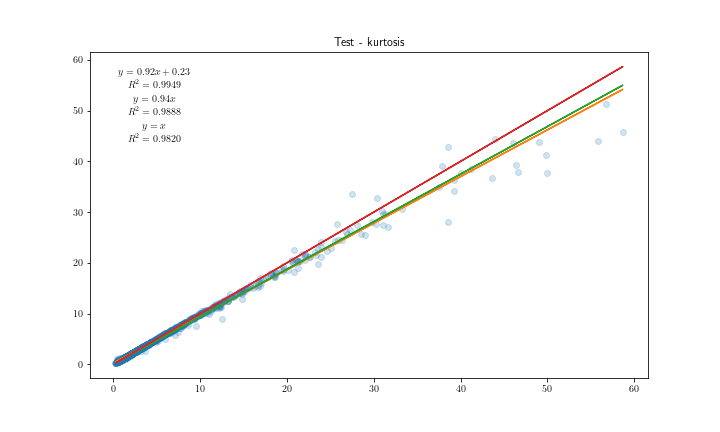 Test - kurtosis
60
50
40
30
20
10
0
y = 0.92x + 0.23
R² = 0.9949
y = 0.94x
R² = 0.9888
y = x
R² = 0.9820
0 10 20 30 40 50 60